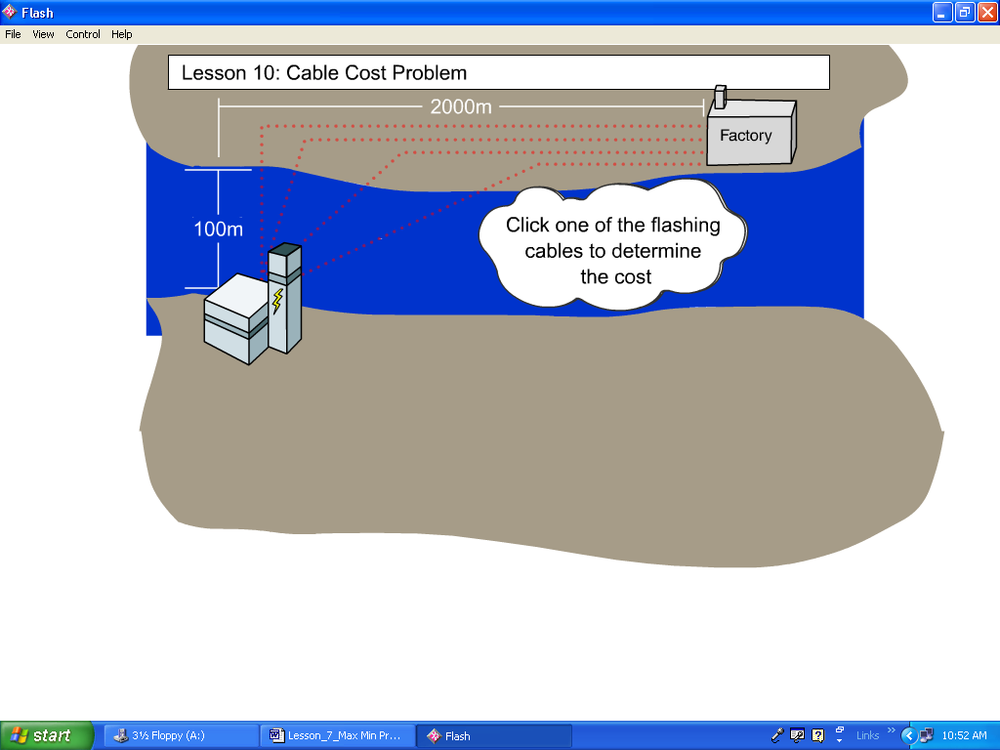 Flash
File View Control Help
Lesson 10: Cable Cost Problem
2000m
Factory
100m
Click one of the flashing
cables to determine
the cost
start
3½ Floppy (A:)
Lesson_7_Max Min Pr...
Flash
Links
10:52 AM